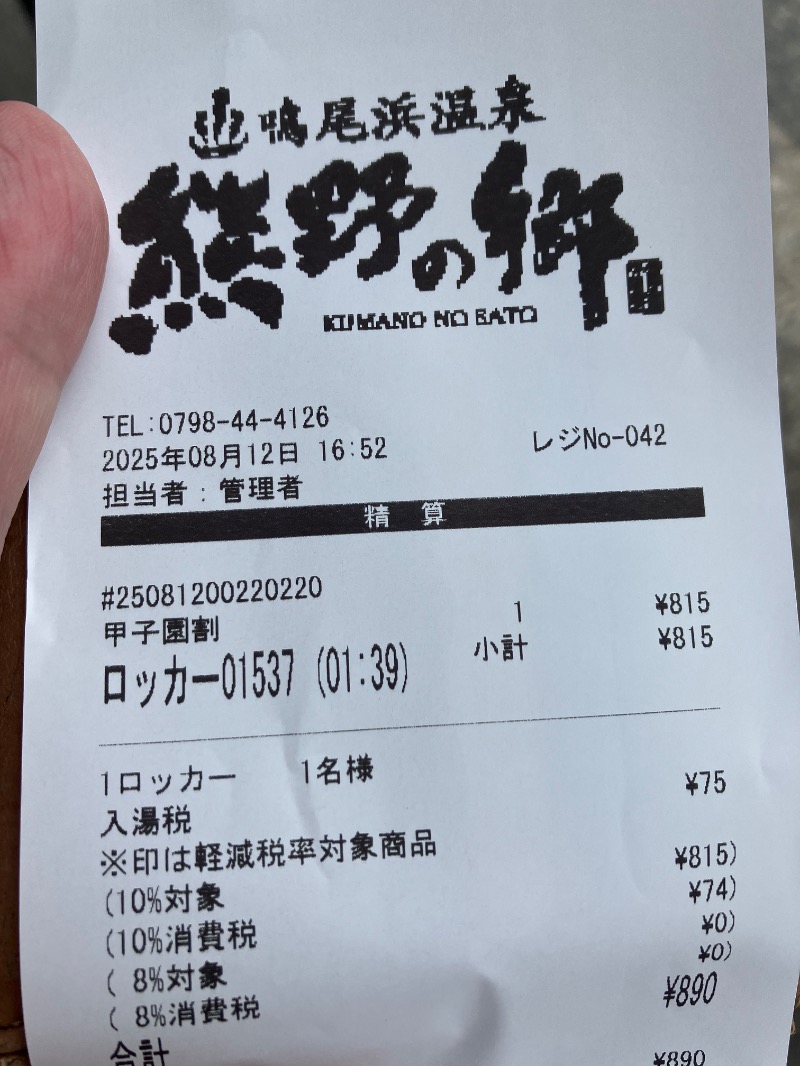 鳴尾浜温泉
熊野の郷
KUMANO NO SATO
TEL:0798-44-4126
2025年08月12日 16:52 レジNo-042
担当者:管理者
精 算
#25081200220220
甲子園割 1 ¥815
小計 ¥815
ロッカー01537 (01:39)
1ロッカー 1名様
入湯税 ¥75
※印は軽減税率対象商品
(10%対象 ¥815)
(10%消費税 ¥74)
( 8%対象 ¥0)
( 8%消費税 ¥0)
合計 ¥890
¥890